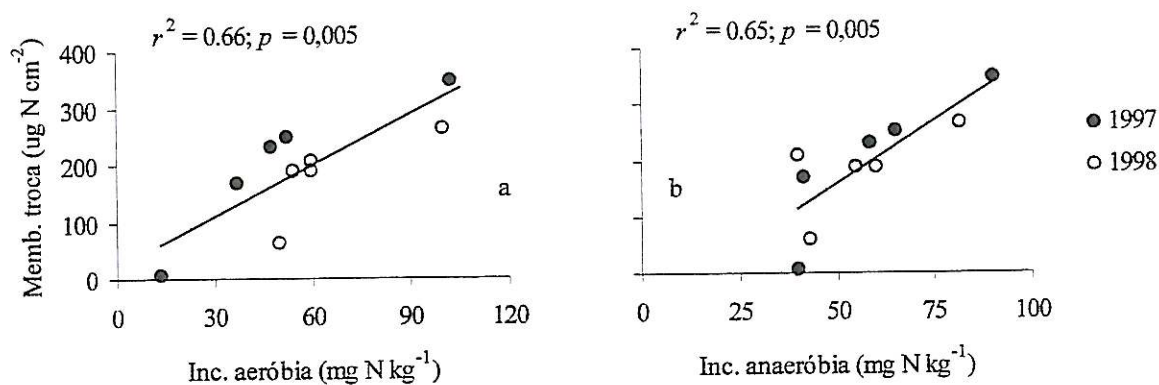 r² = 0.66; p = 0,005
r² = 0.65; p = 0,005
Memb. troca (ug N cm⁻²)
400
300
200
100
0
a
b
1997
1998
0 30 60 90 120
0 25 50 75 100
Inc. aeróbia (mg N kg⁻¹)
Inc. anaeróbia (mg N kg⁻¹)